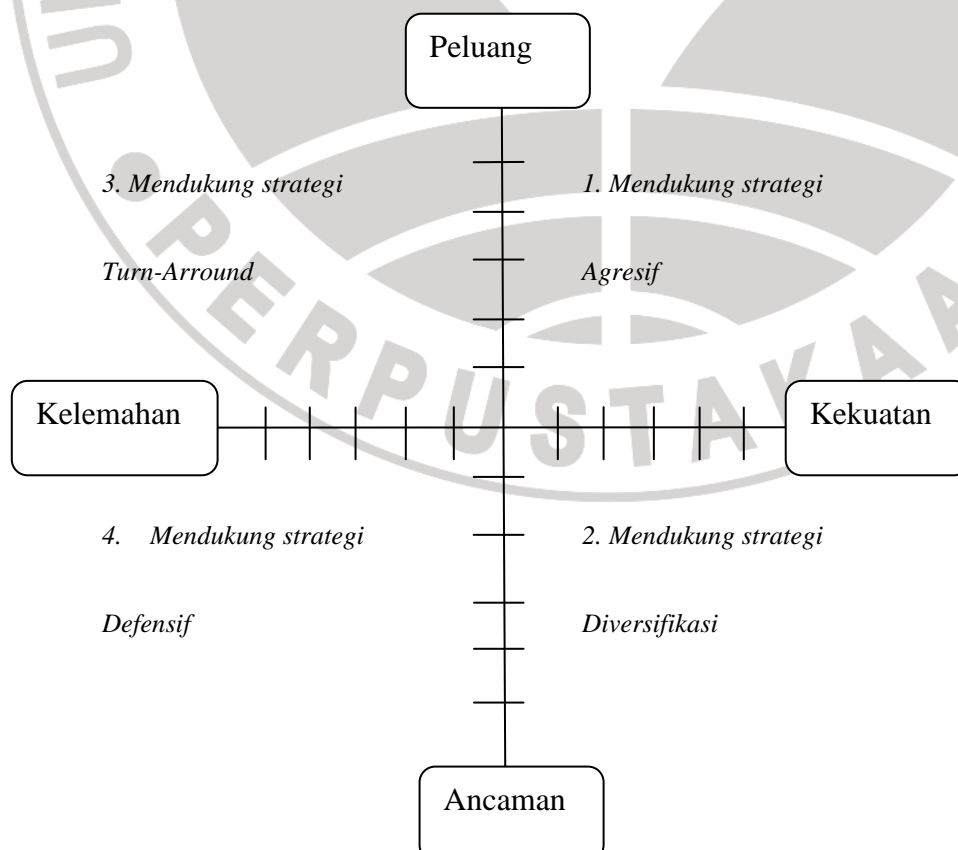 Peluang
3. Mendukung strategi
1. Mendukung strategi
Turn-Arround
Agresif
PERPUSTAKAA
Kelemahan
Kekuatan
4. Mendukung strategi
2. Mendukung strategi
Defensif
Diversifikasi
Ancaman